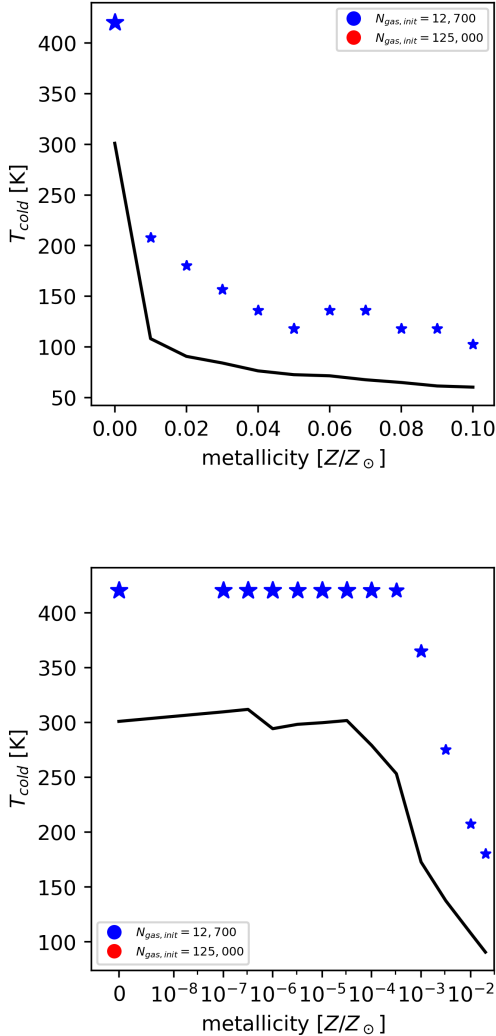 400
350
300
250
200
150
100
50
T_cold [K]
N_gas,init = 12,700
N_gas,init = 125,000
0.00 0.02 0.04 0.06 0.08 0.10
metallicity [Z/Z_⊙]
400
350
300
250
200
150
100
T_cold [K]
N_gas,init = 12,700
N_gas,init = 125,000
0 10⁻⁸ 10⁻⁷ 10⁻⁶ 10⁻⁵ 10⁻⁴ 10⁻³ 10⁻²
metallicity [Z/Z_⊙]